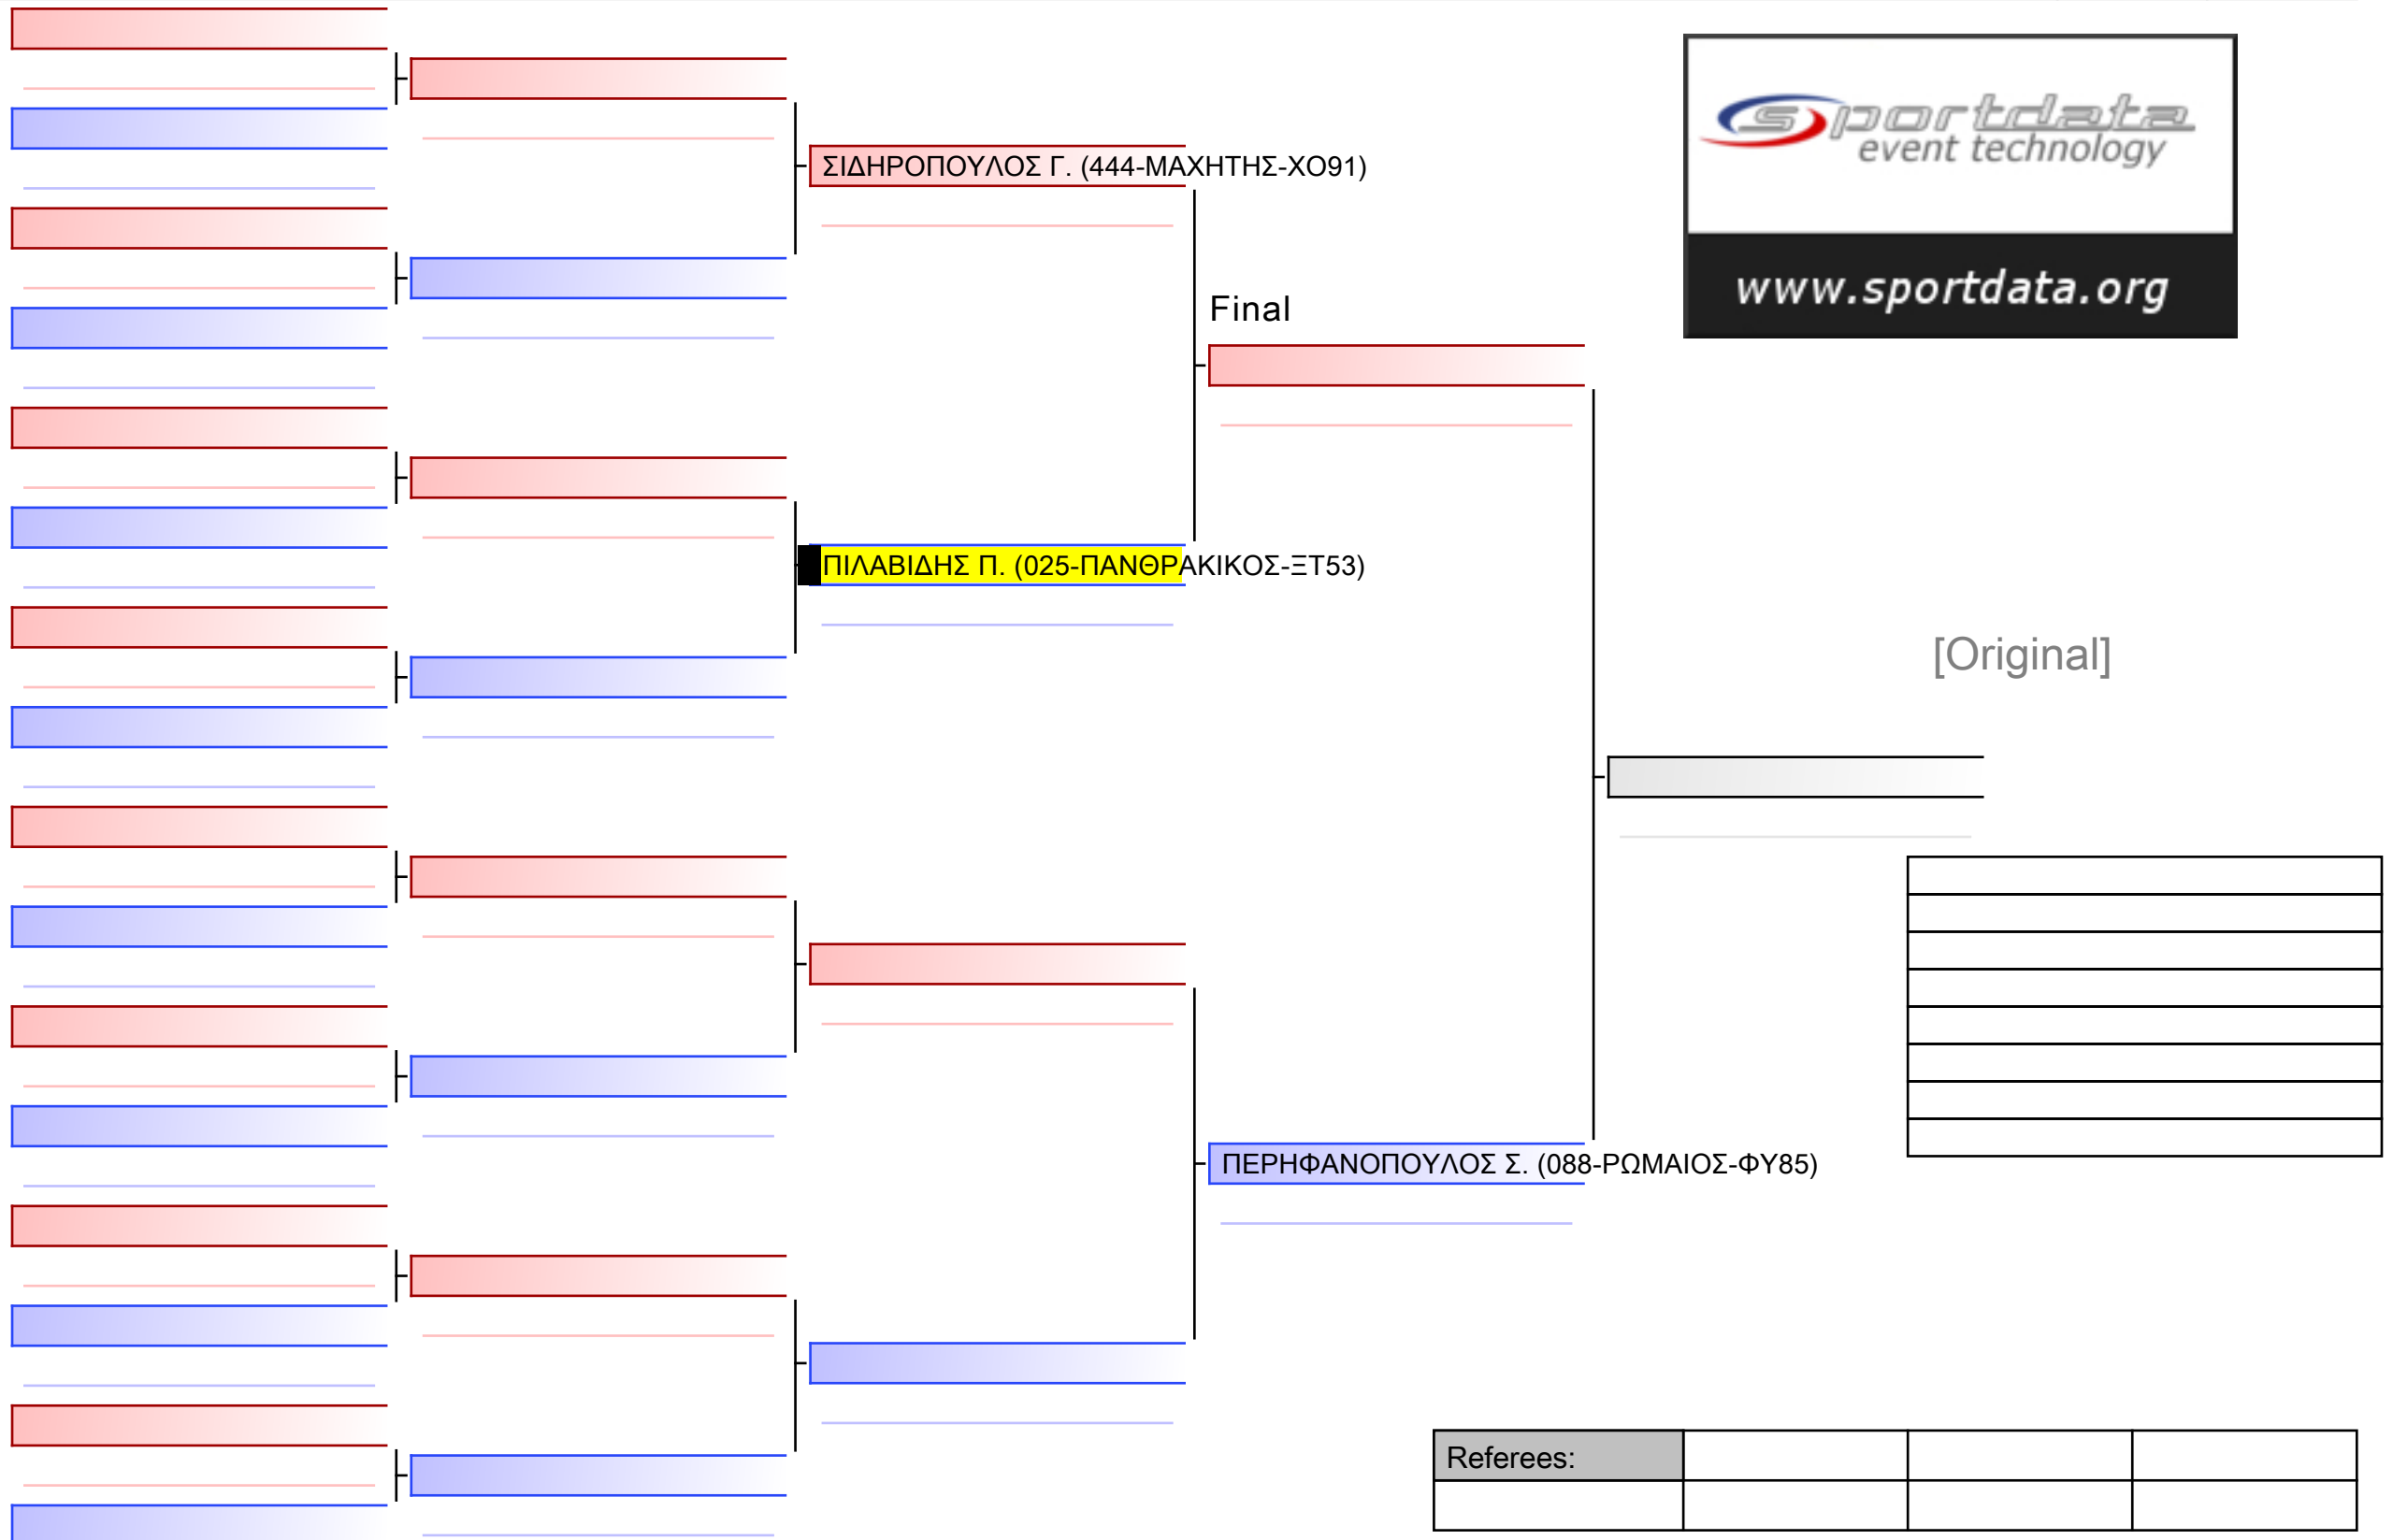 sportdata
event technology
www.sportdata.org
ΣΙΔΗΡΟΠΟΥΛΟΣ Γ. (444-ΜΑΧΗΤΗΣ-ΧΟ91)
Final
ΠΙΛΑΒΙΔΗΣ Π. (025-ΠΑΝΘΡΑΚΙΚΟΣ-ΞΤ53)
[Original]
ΠΕΡΗΦΑΝΟΠΟΥΛΟΣ Σ. (088-ΡΩΜΑΙΟΣ-ΦΥ85)
Referees: